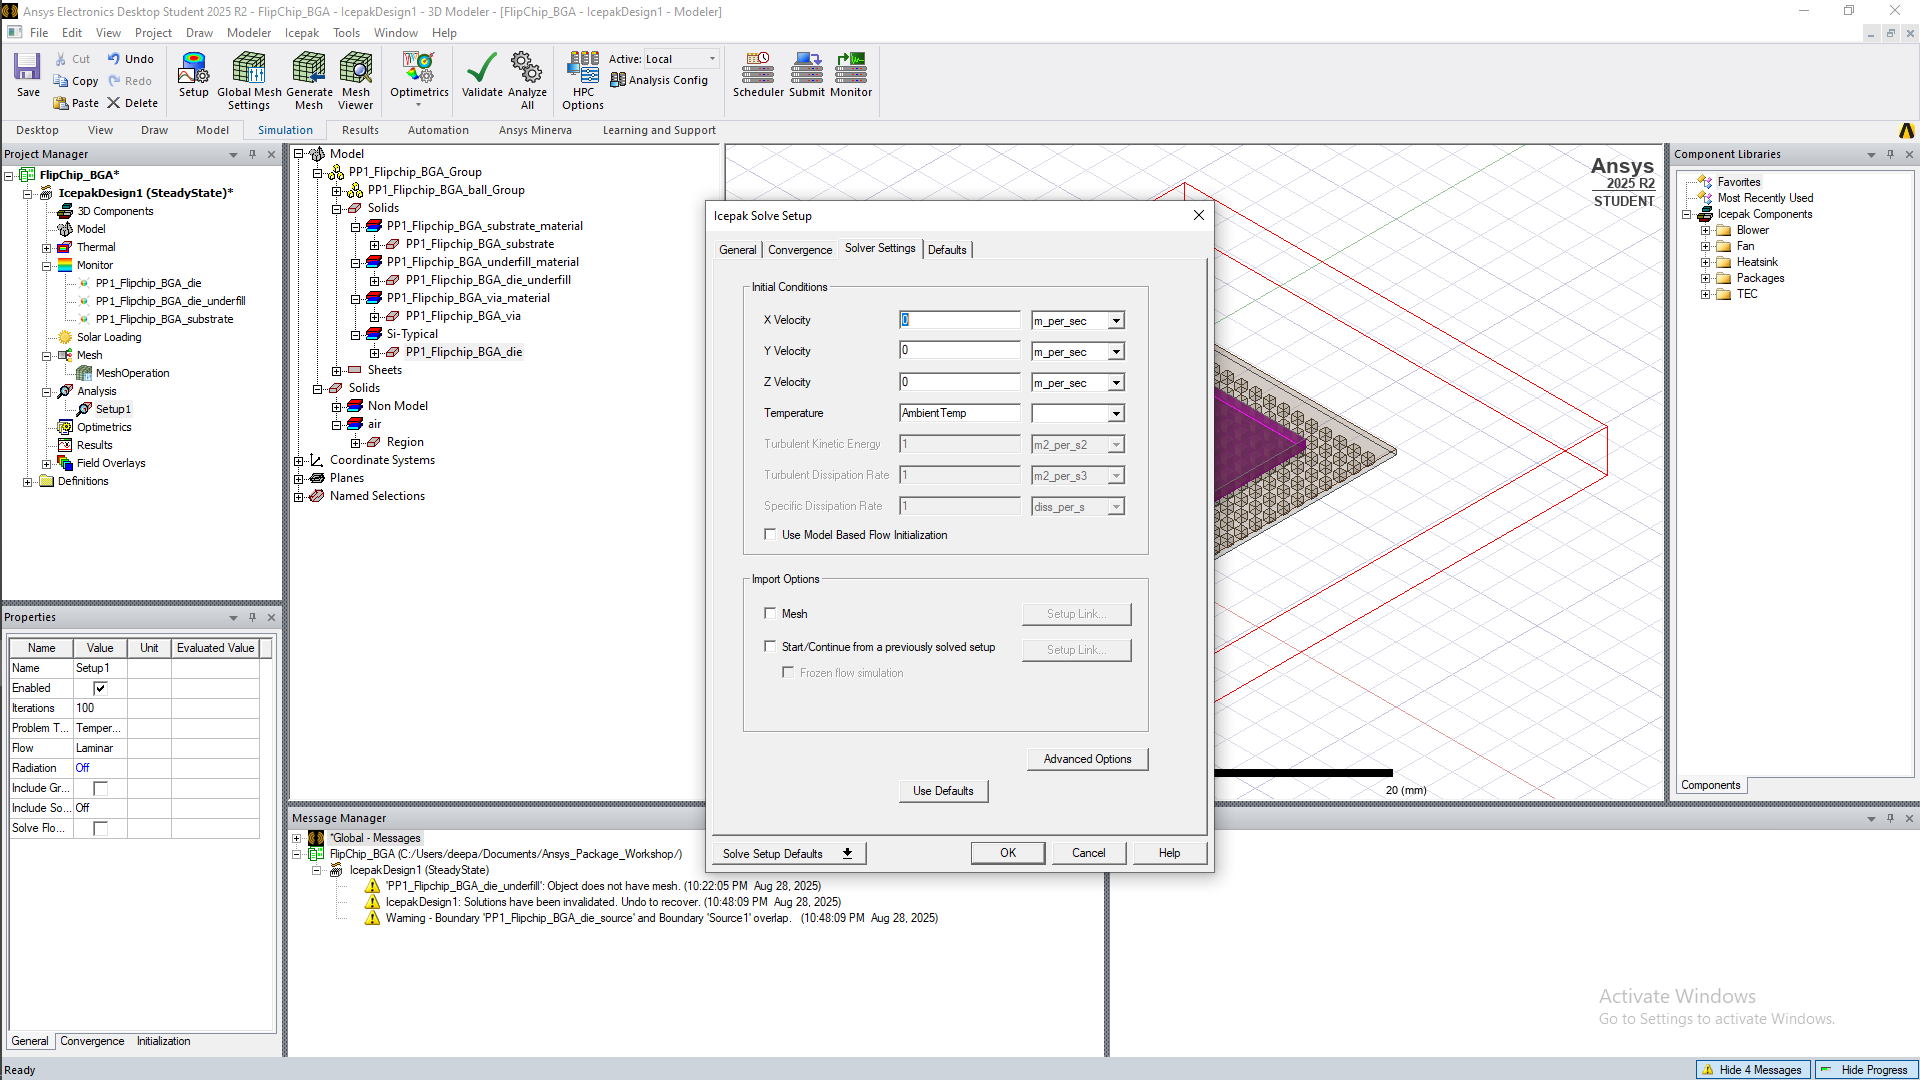 Ansys Electronics Desktop Student 2025 R2 - FlipChip_BGA - IcepakDesign1 - 3D Modeler - [FlipChip_BGA - IcepakDesign1 - Modeler]
File Edit View Project Draw Modeler Icepak Tools Window Help
Save
Cut
Copy
Paste
Undo
Redo
Delete
Setup
Global Mesh Settings
Generate Mesh
Mesh Viewer
Optimetrics
Validate
Analyze All
HPC Options
Active: Local
Analysis Config
Scheduler
Submit
Monitor
Desktop View Draw Model Simulation Results Automation Ansys Minerva Learning and Support
Project Manager
FlipChip_BGA*
IcepakDesign1 (SteadyState)*
3D Components
Model
Thermal
Monitor
PP1_Flipchip_BGA_die
PP1_Flipchip_BGA_die_underfill
PP1_Flipchip_BGA_substrate
Solar Loading
Mesh
MeshOperation
Analysis
Setup1
Optimetrics
Results
Field Overlays
Definitions
Properties
Name Value Unit Evaluated Value
Name Setup1
Enabled
Iterations 100
Problem T... Temper...
Flow Laminar
Radiation Off
Include Gr...
Include So... Off
Solve Flo...
General Convergence Initialization
Model
PP1_Flipchip_BGA_Group
PP1_Flipchip_BGA_ball_Group
Solids
PP1_Flipchip_BGA_substrate_material
PP1_Flipchip_BGA_substrate
PP1_Flipchip_BGA_underfill_material
PP1_Flipchip_BGA_die_underfill
PP1_Flipchip_BGA_via_material
PP1_Flipchip_BGA_via
Si-Typical
PP1_Flipchip_BGA_die
Sheets
Solids
Non Model
air
Region
Coordinate Systems
Planes
Named Selections
Icepak Solve Setup
General Convergence Solver Settings Defaults
Initial Conditions
X Velocity 0 m_per_sec
Y Velocity 0 m_per_sec
Z Velocity 0 m_per_sec
Temperature AmbientTemp
Turbulent Kinetic Energy 1 m2_per_s2
Turbulent Dissipation Rate 1 m2_per_s3
Specific Dissipation Rate 1 diss_per_s
Use Model Based Flow Initialization
Import Options
Mesh Setup Link...
Start/Continue from a previously solved setup Setup Link...
Frozen flow simulation
Advanced Options
Use Defaults
Solve Setup Defaults OK Cancel Help
Ansys
2025 R2
STUDENT
20 (mm)
Component Libraries
Favorites
Most Recently Used
Icepak Components
Blower
Fan
Heatsink
Packages
TEC
Components
Message Manager
*Global - Messages
FlipChip_BGA (C:/Users/deepa/Documents/Ansys_Package_Workshop/)
IcepakDesign1 (SteadyState)
'PP1_Flipchip_BGA_die_underfill': Object does not have mesh. (10:22:05 PM Aug 28, 2025)
IcepakDesign1: Solutions have been invalidated. Undo to recover. (10:48:09 PM Aug 28, 2025)
Warning - Boundary 'PP1_Flipchip_BGA_die_source' and Boundary 'Source1' overlap. (10:48:09 PM Aug 28, 2025)
Activate Windows
Go to Settings to activate Windows.
Ready
Hide 4 Messages
Hide Progress